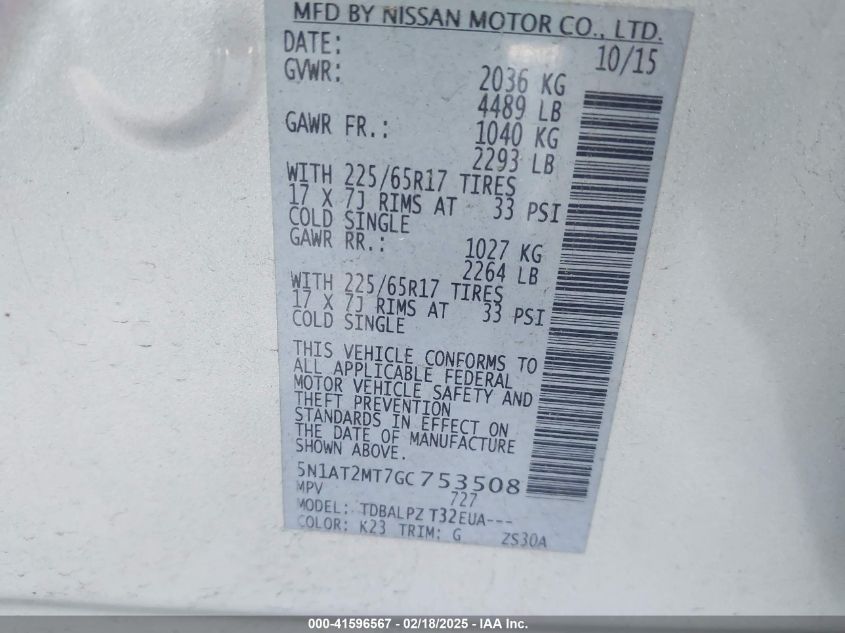 MFD BY NISSAN MOTOR CO., LTD.
DATE: 10/15
GVWR: 2036 KG
4489 LB
GAWR FR.: 1040 KG
2293 LB
WITH 225/65R17 TIRES
17 X 7J RIMS AT 33 PSI
COLD SINGLE
GAWR RR.: 1027 KG
2264 LB
WITH 225/65R17 TIRES
17 X 7J RIMS AT 33 PSI
COLD SINGLE
THIS VEHICLE CONFORMS TO
ALL APPLICABLE FEDERAL
MOTOR VEHICLE SAFETY AND
THEFT PREVENTION
STANDARDS IN EFFECT ON
THE DATE OF MANUFACTURE
SHOWN ABOVE.
5N1AT2MT7GC753508
MPV 727
MODEL: TDBALPZ T32EUA---
COLOR: K23 TRIM: G ZS30A
000-41596567 - 02/18/2025 - IAA Inc.